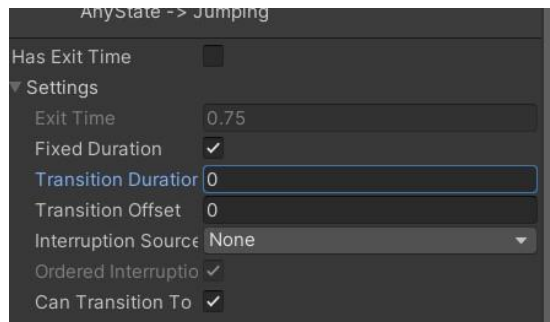 AnyState -> Jumping
Has Exit Time
Settings
Exit Time 0.75
Fixed Duration
Transition Duration 0
Transition Offset 0
Interruption Source None
Ordered Interruptio
Can Transition To